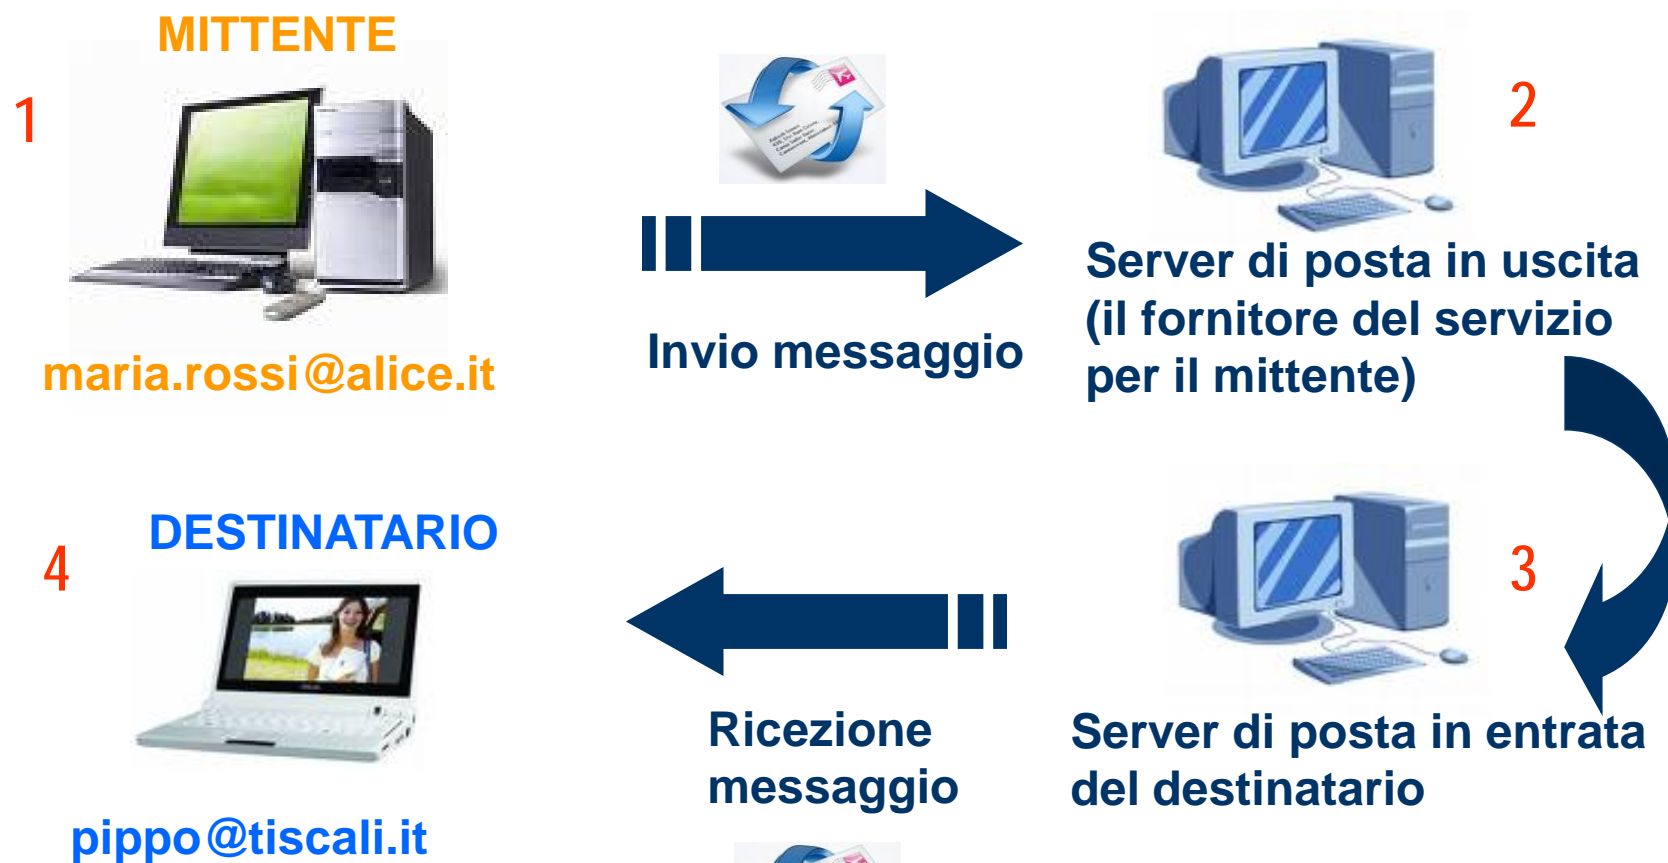 MITTENTE
1
2
Server di posta in uscita
(il fornitore del servizio
per il mittente)
Invio messaggio
maria.rossi@alice.it
DESTINATARIO
4
3
Ricezione
messaggio
Server di posta in entrata
del destinatario
pippo@tiscali.it